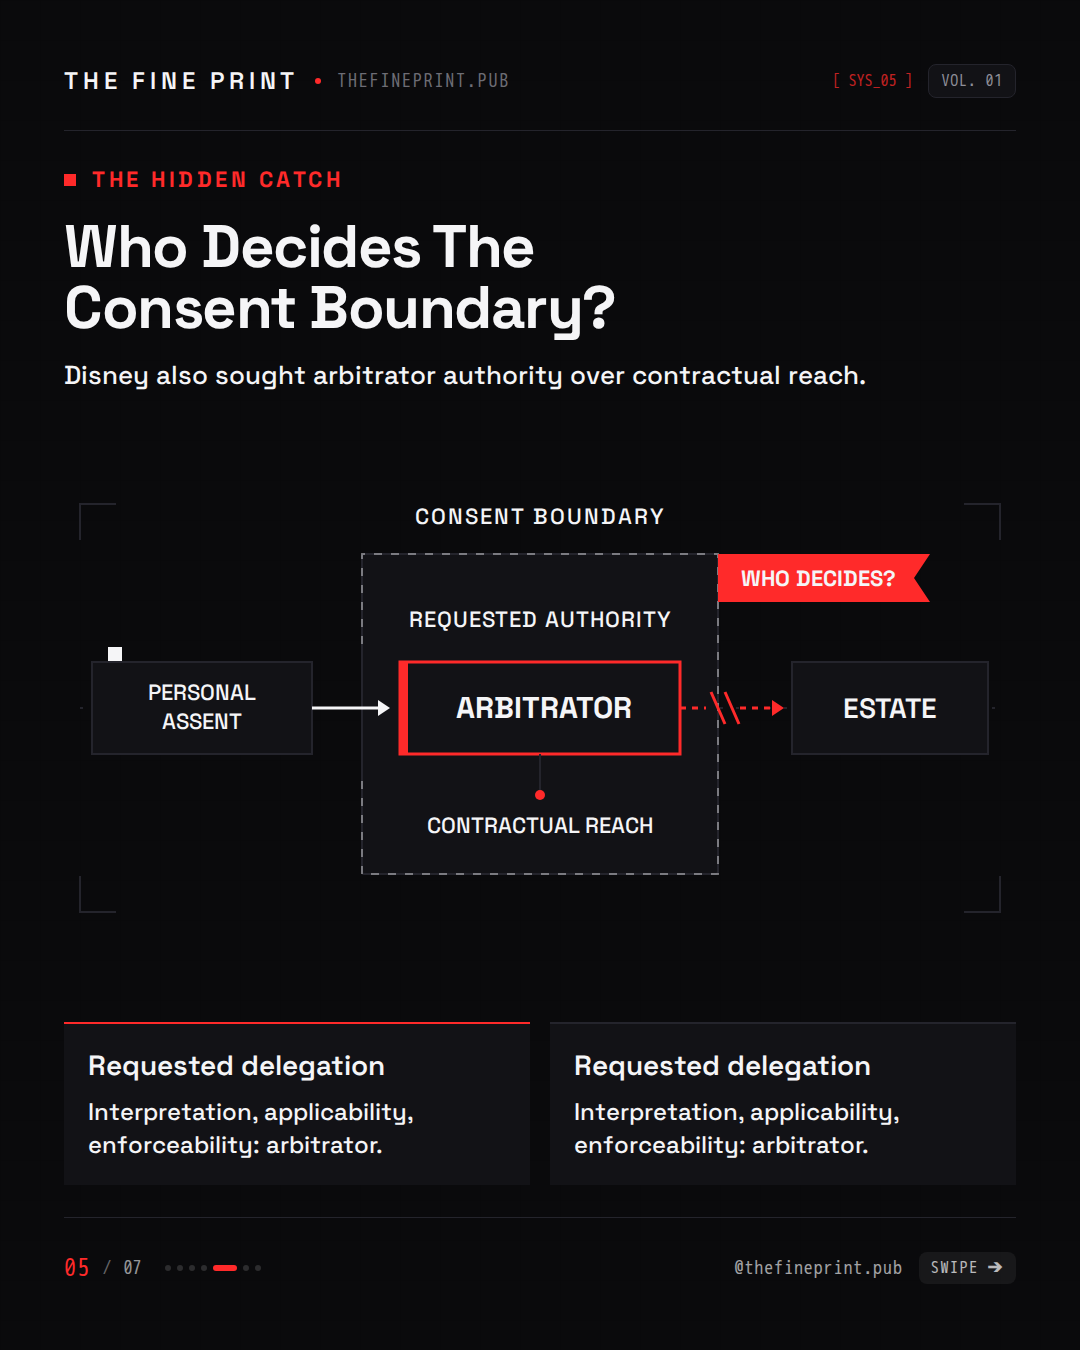 THE FINE PRINT • THEFINEPRINT.PUB
[ SYS_05 ] VOL. 01
THE HIDDEN CATCH
Who Decides The
Consent Boundary?
Disney also sought arbitrator authority over contractual reach.
CONSENT BOUNDARY
WHO DECIDES?
REQUESTED AUTHORITY
PERSONAL
ASSENT
ARBITRATOR
ESTATE
CONTRACTUAL REACH
Requested delegation
Interpretation, applicability,
enforceability: arbitrator.
Requested delegation
Interpretation, applicability,
enforceability: arbitrator.
05 / 07
@thefineprint.pub
SWIPE →